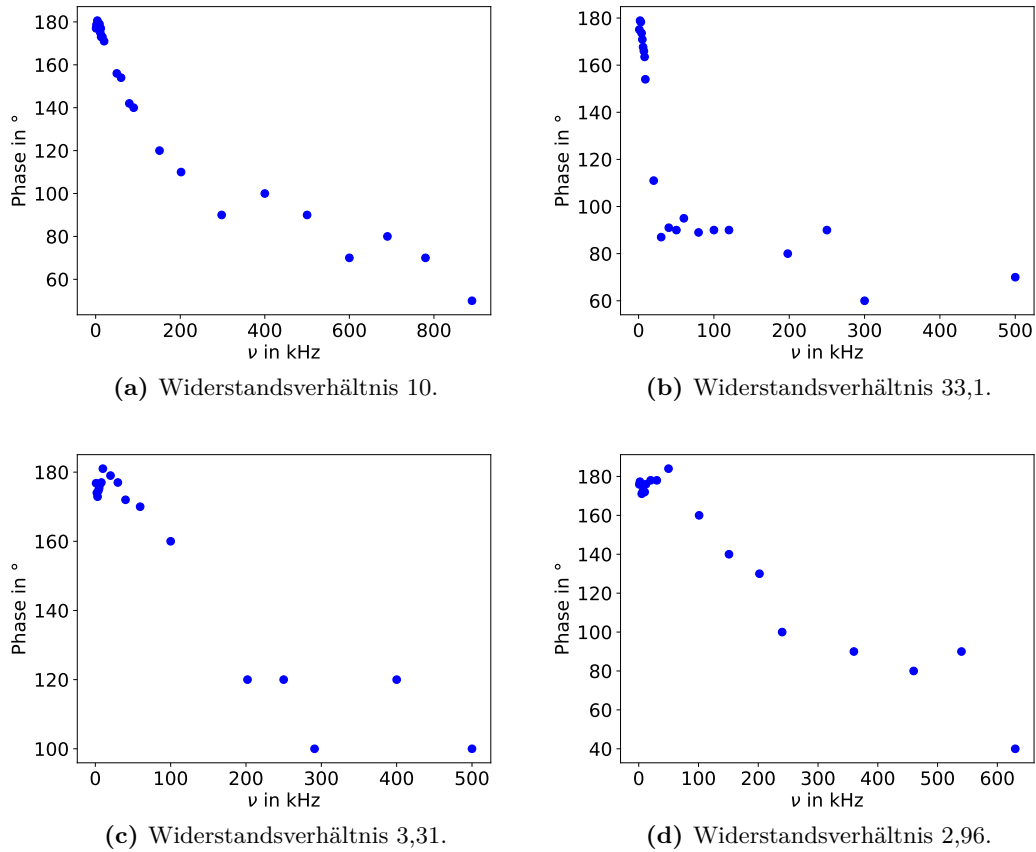 180
160
140
120
100
80
60
Phase in °
0 200 400 600 800
ν in kHz
(a) Widerstandsverhältnis 10.
180
160
140
120
100
80
60
Phase in °
0 100 200 300 400 500
ν in kHz
(b) Widerstandsverhältnis 33,1.
180
160
140
120
100
Phase in °
0 100 200 300 400 500
ν in kHz
(c) Widerstandsverhältnis 3,31.
180
160
140
120
100
80
60
40
Phase in °
0 100 200 300 400 500 600
ν in kHz
(d) Widerstandsverhältnis 2,96.